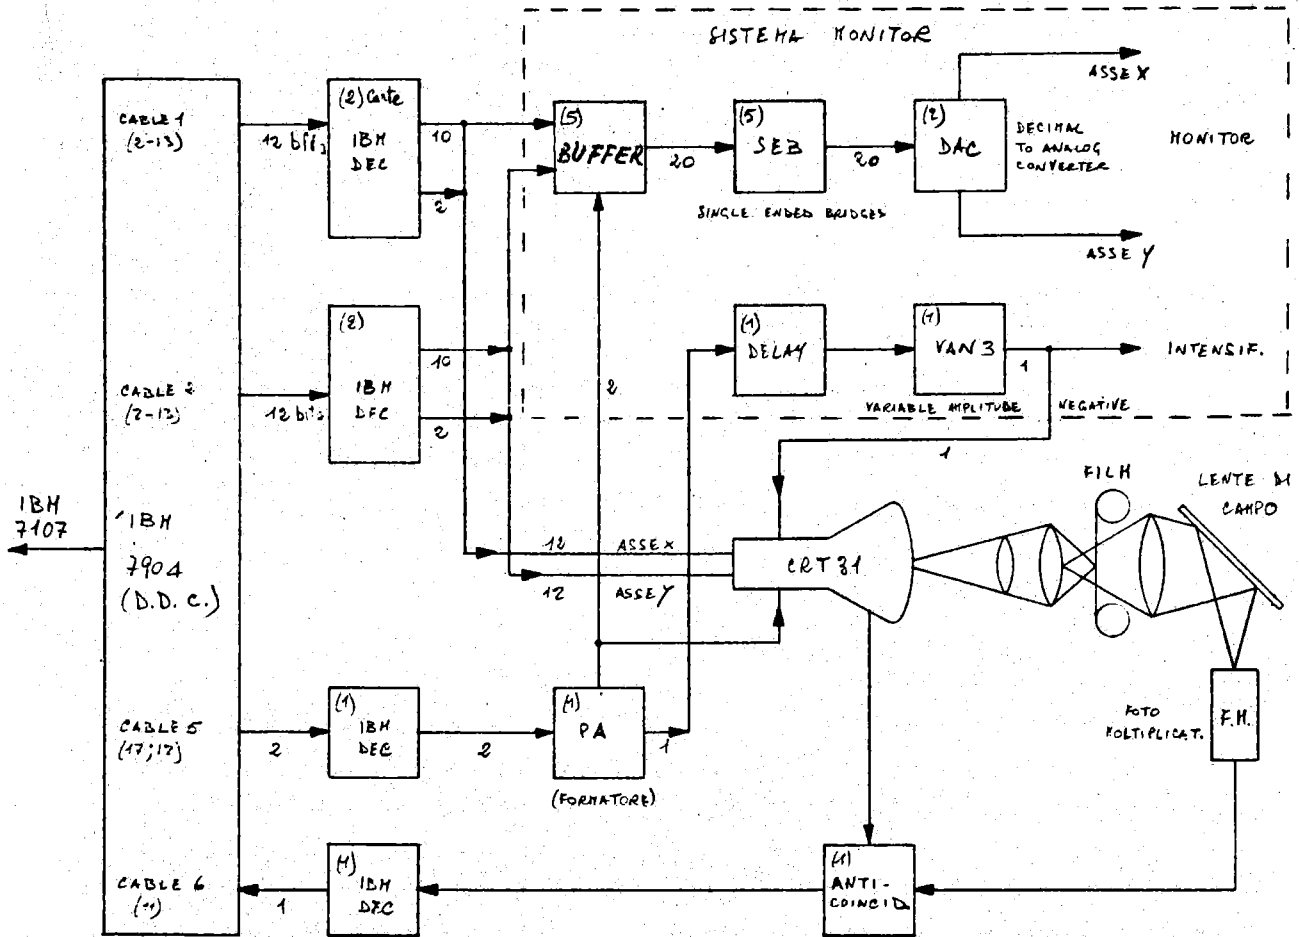 SISTEMA MONITOR
CABLE 1
(2-13)
12 bits
(2) Carte
IBM
DEC
10
2
(5)
BUFFER
20
(5)
SEB
20
SINGLE ENDED BRIDGES
(2)
DAC
DECIMAL
TO ANALOG
CONVERTER
ASSE X
ASSE Y
MONITOR
CABLE 2
(2-13)
12 bits
(2)
IBM
DEC
10
2
2
(1)
DELAY
(1)
VAN 3
1
INTENSIF.
VARIABLE AMPLITUDE NEGATIVE
1
IBM
7107
IBM
7904
(D.D.C.)
12 ASSE X
12 ASSE Y
CRT 31
FILM
LENTE DI
CAMPO
CABLE 5
(17;12)
2
(1)
IBM
DEC
2
(1)
PA
1
(FORMATORE)
FOTO
MOLTIPLICAT.
F.M.
CABLE 6
(11)
1
(1)
IBM
DEC
(1)
ANTI-
COINCID.